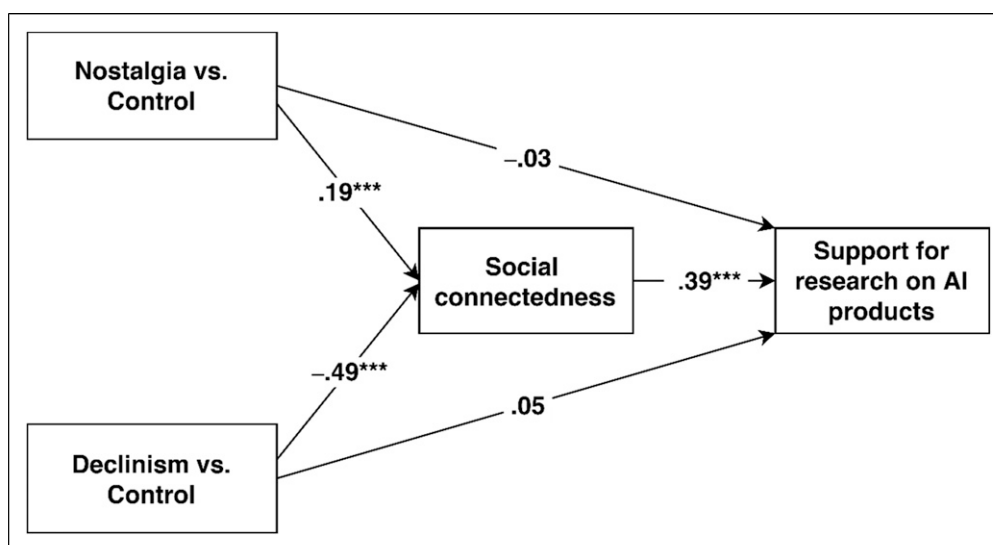 Nostalgia vs.
Control
–.03
.19***
Social
connectedness
.39***
Support for
research on AI
products
–.49***
.05
Declinism vs.
Control